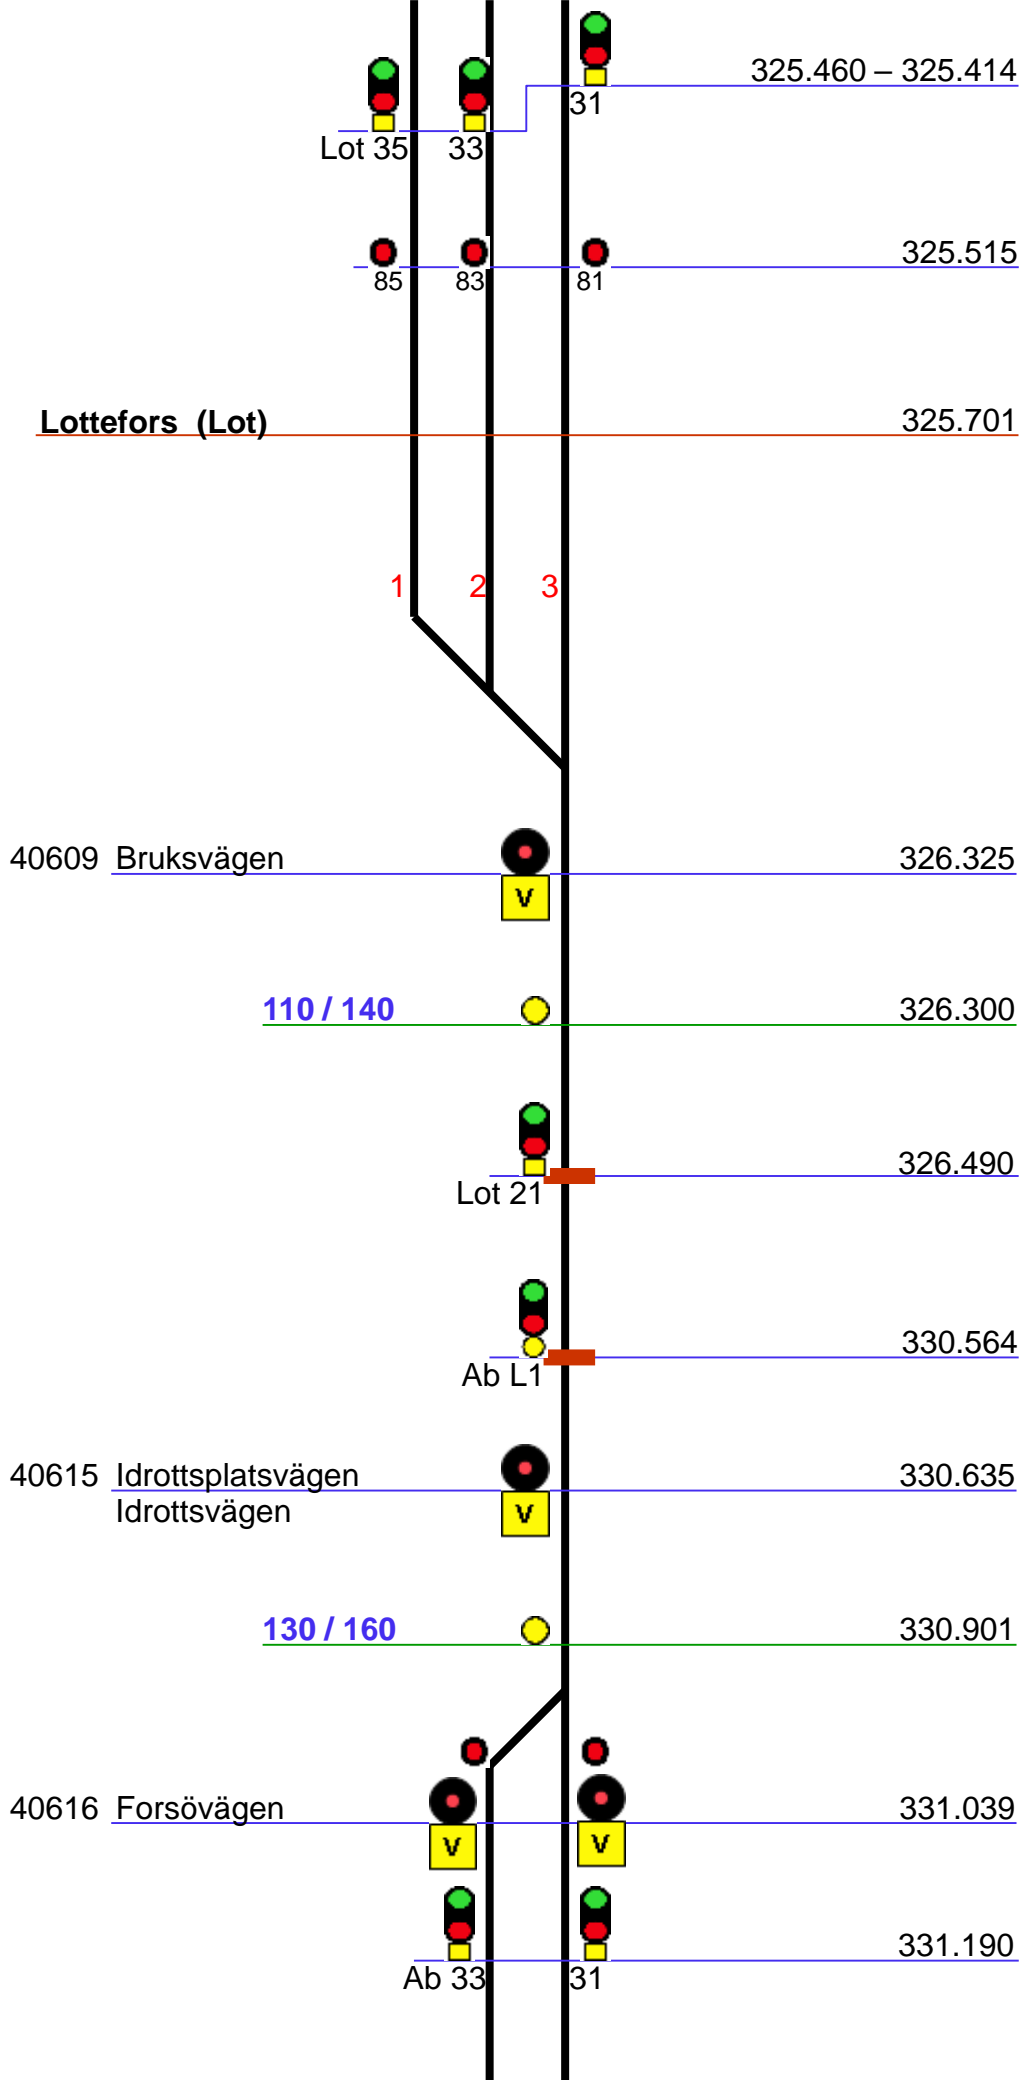 325.460 – 325.414
31
Lot 35 33
325.515
85 83 81
Lottefors (Lot) 325.701
1 2 3
40609 Bruksvägen 326.325
V
110 / 140 326.300
326.490
Lot 21
330.564
Ab L1
40615 Idrottsplatsvägen 330.635
Idrottsvägen
V
130 / 160 330.901
40616 Forsövägen 331.039
V V
331.190
Ab 33 31